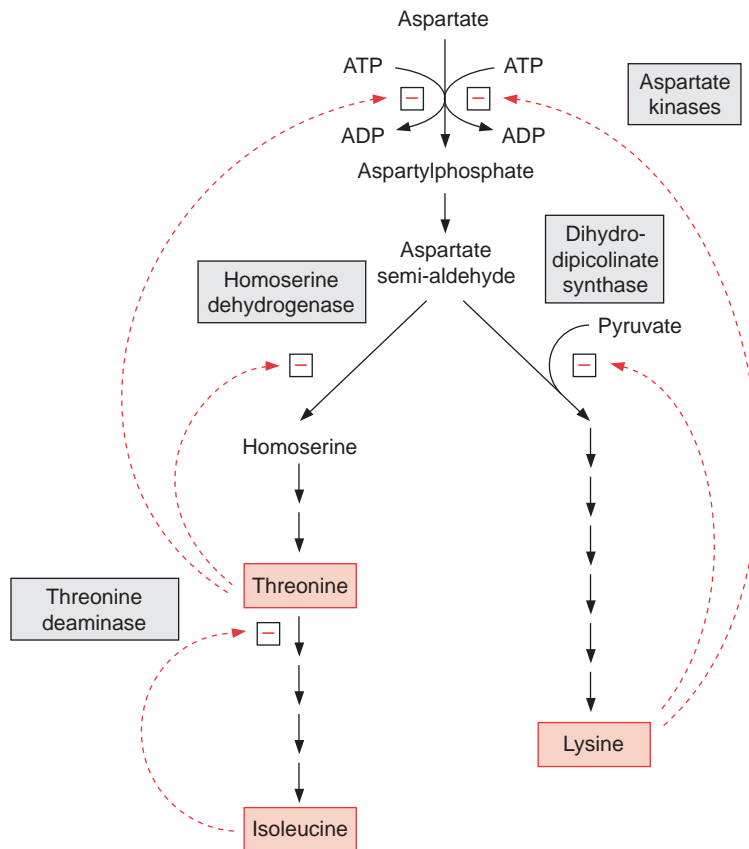 Aspartate
ATP
ATP
Aspartate
kinases
−
−
ADP
ADP
Aspartylphosphate
Aspartate
semi-aldehyde
Dihydro-
dipicolinate
synthase
Homoserine
dehydrogenase
Pyruvate
−
−
Homoserine
Threonine
Threonine
deaminase
−
Lysine
Isoleucine